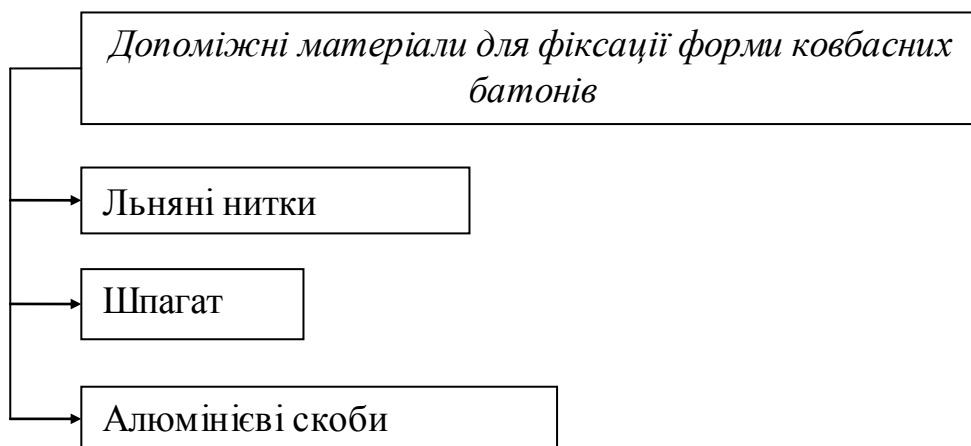 Допоміжні матеріали для фіксації форми ковбасних
батонів
Льняні нитки
Шпагат
Алюмінієві скоби